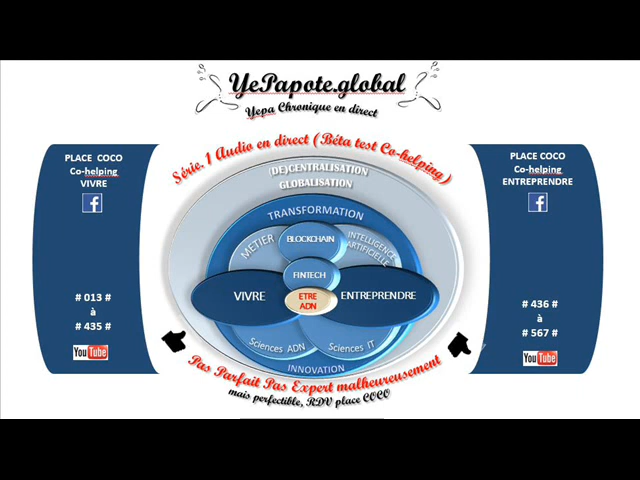 YePapote.global
Yepa Chronique en direct
Série, 1 Audio en direct ( Béta test Co-helping)
PLACE COCO
Co-helping
VIVRE
f
# 013 #
à
# 435 #
YouTube
(DE)CENTRALISATION
GLOBALISATION
TRANSFORMATION
METIER
BLOCKCHAIN
INTELLIGENCE
ARTIFICIELLE
FINTECH
VIVRE
ETRE
ADN
ENTREPRENDRE
Sciences ADN
Sciences IT
INNOVATION
Pas Parfait Pas Expert malheureusement
mais perfectible, RDV place COCO
PLACE COCO
Co-helping
ENTREPRENDRE
f
# 436 #
à
# 567 #
YouTube